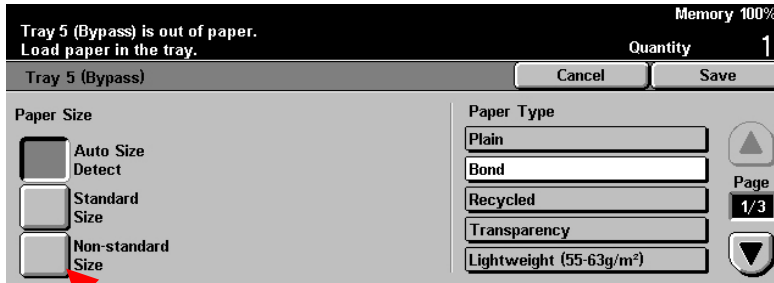 Memory 100%
Tray 5 (Bypass) is out of paper.
Load paper in the tray.
Quantity 1
Tray 5 (Bypass)
Cancel
Save
Paper Size
Auto Size
Detect
Standard
Size
Non-standard
Size
Paper Type
Plain
Bond
Recycled
Transparency
Lightweight (55-63g/m²)
Page
1/3